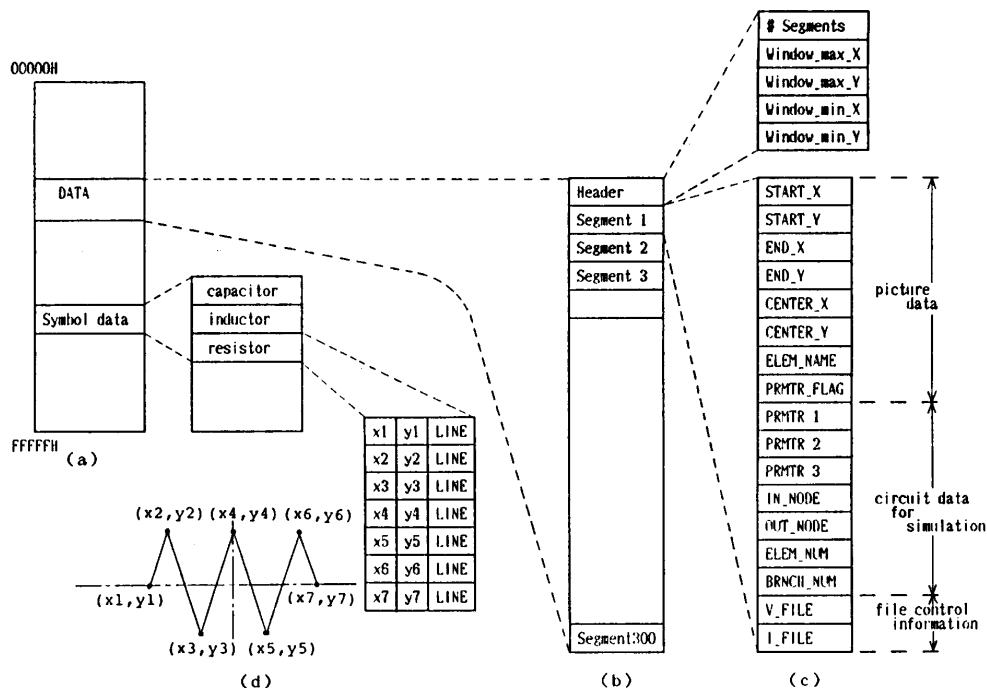 00000H
DATA
Symbol data
FFFFFH
(a)
capacitor
inductor
resistor
x1 y1 LINE
x2 y2 LINE
x3 y3 LINE
x4 y4 LINE
x5 y5 LINE
x6 y6 LINE
x7 y7 LINE
(x2,y2) (x4,y4) (x6,y6)
(x1,y1) (x7,y7)
(x3,y3) (x5,y5)
(d)
Header
Segment 1
Segment 2
Segment 3
Segment300
(b)
# Segments
Window_max_X
Window_max_Y
Window_min_X
Window_min_Y
START_X
START_Y
END_X
END_Y
CENTER_X
CENTER_Y
ELEM_NAME
PRMTR_FLAG
PRMTR 1
PRMTR 2
PRMTR 3
IN_NODE
OUT_NODE
ELEM_NUM
BRNCH_NUM
V_FILE
I_FILE
(c)
picture
data
circuit data
for
simulation
file control
information